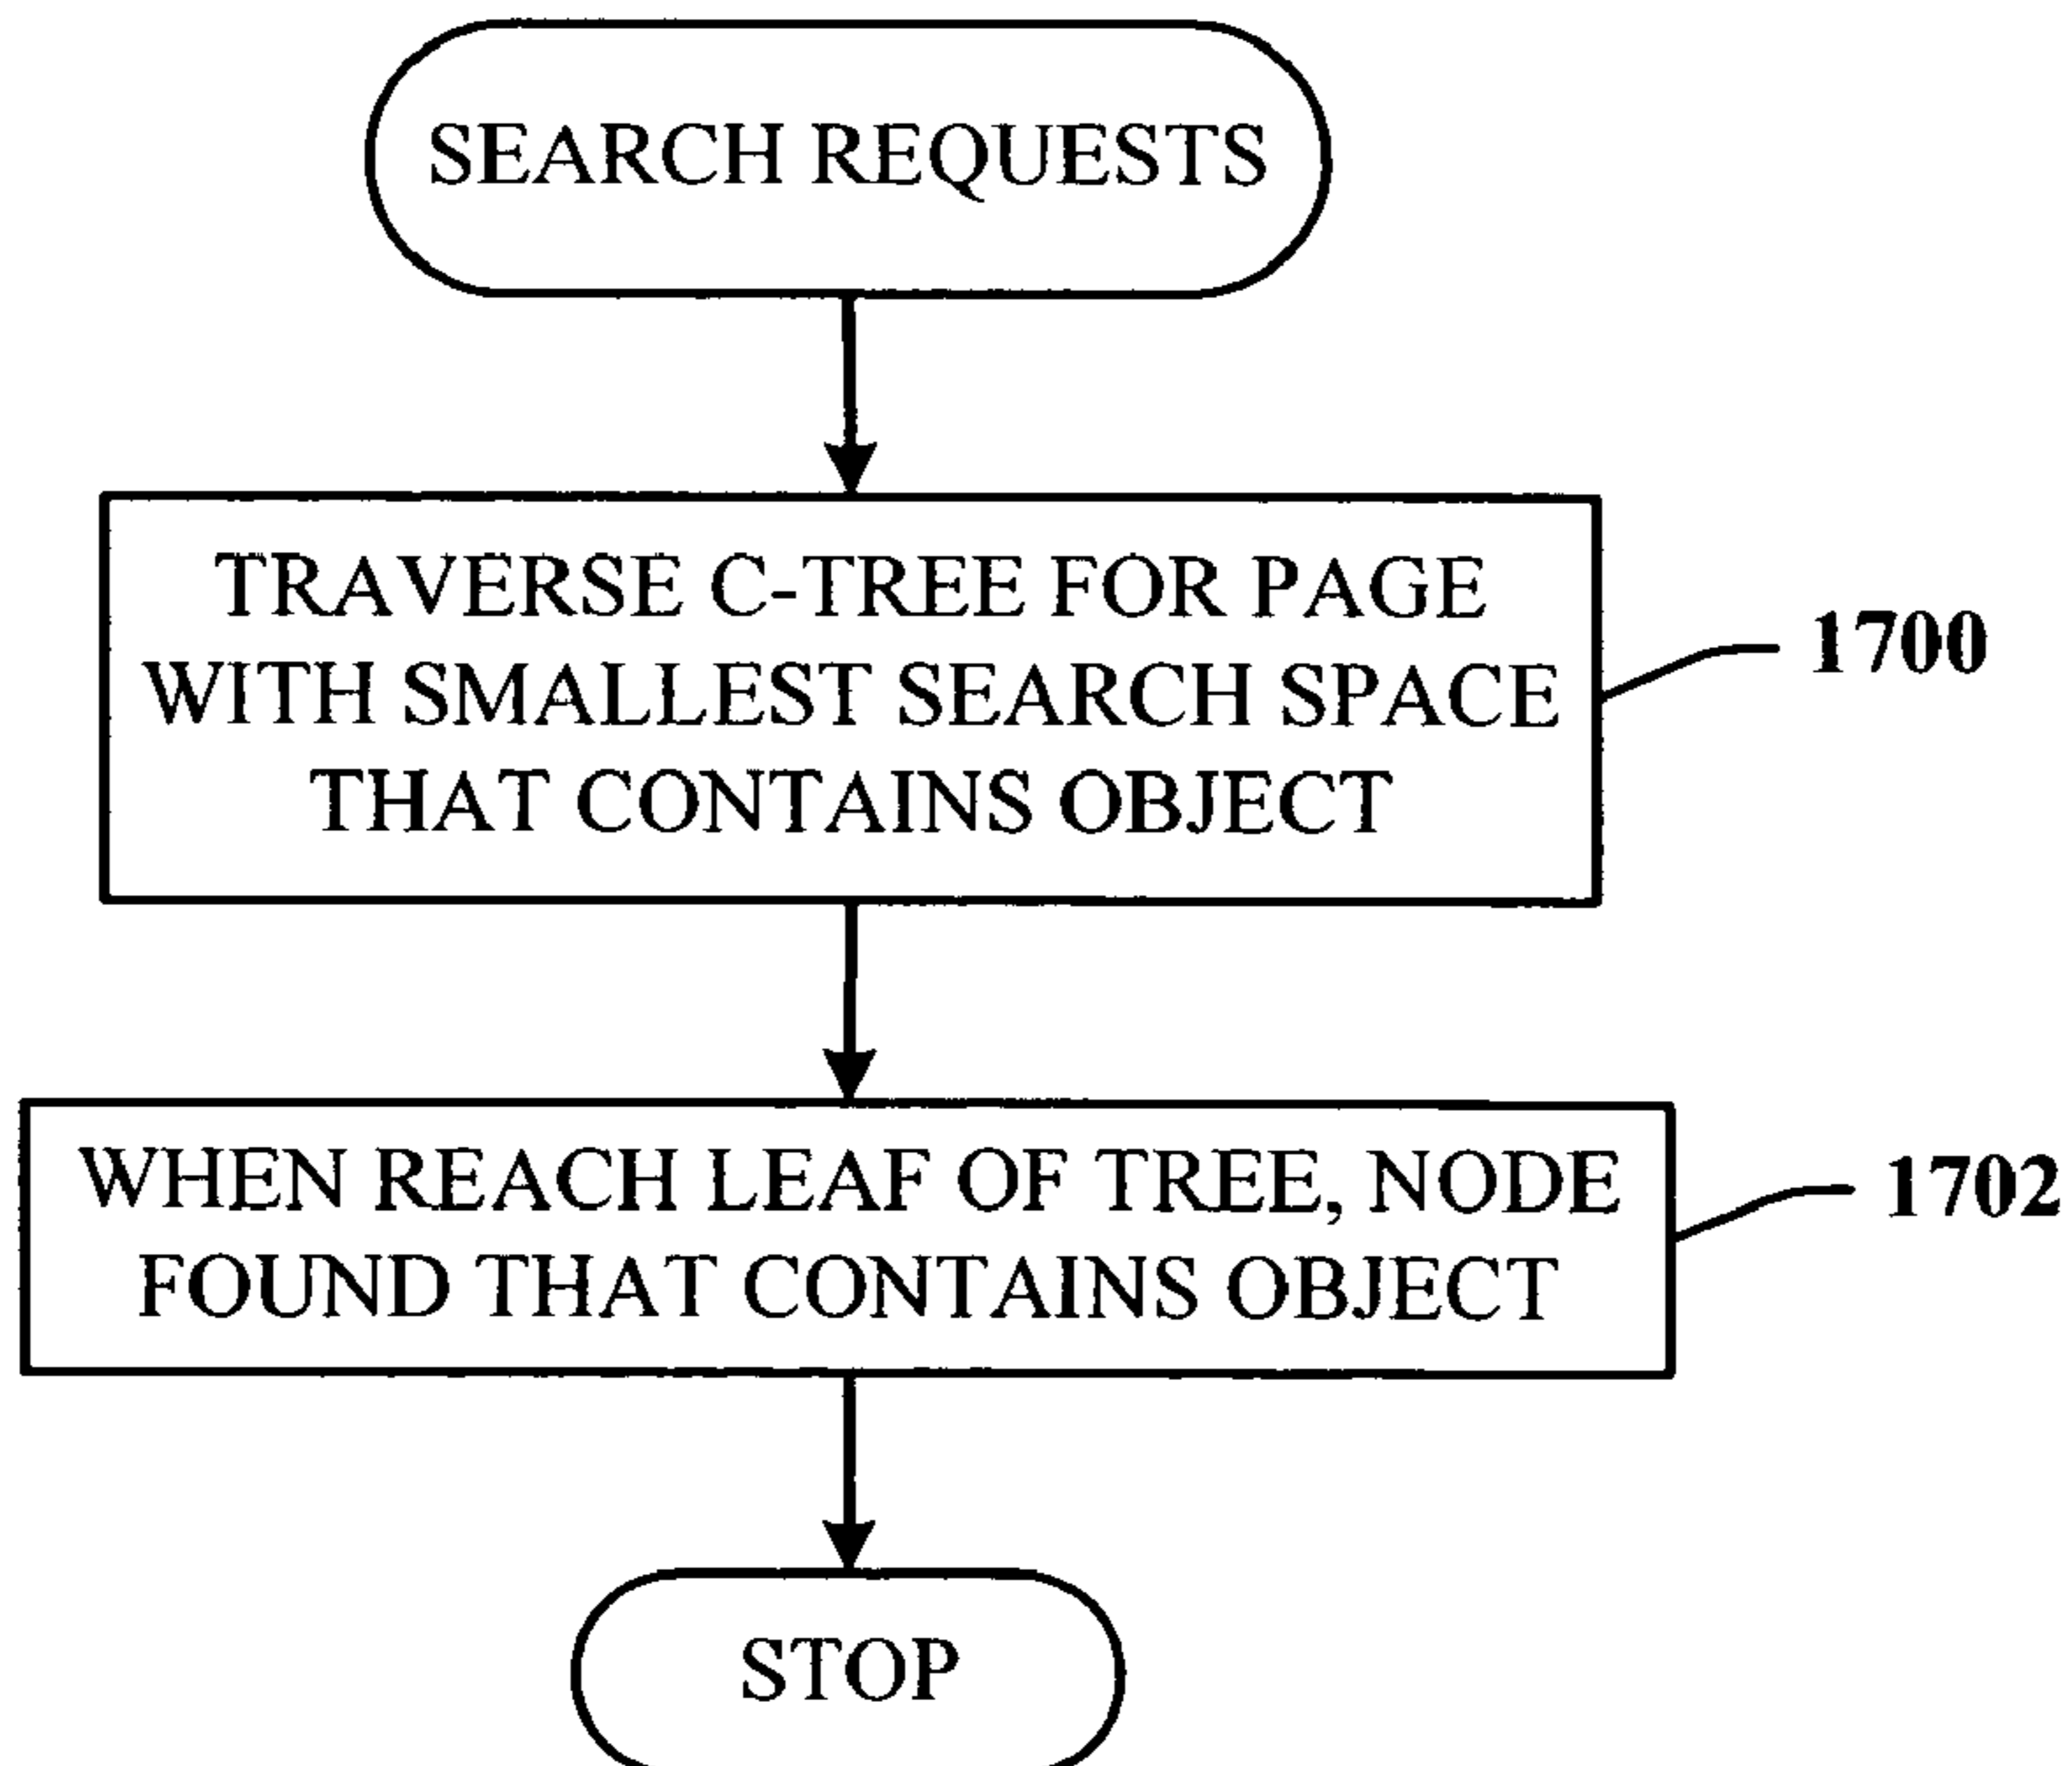 SEARCH REQUESTS
TRAVERSE C-TREE FOR PAGE
WITH SMALLEST SEARCH SPACE
THAT CONTAINS OBJECT
1700
WHEN REACH LEAF OF TREE, NODE
FOUND THAT CONTAINS OBJECT
1702
STOP